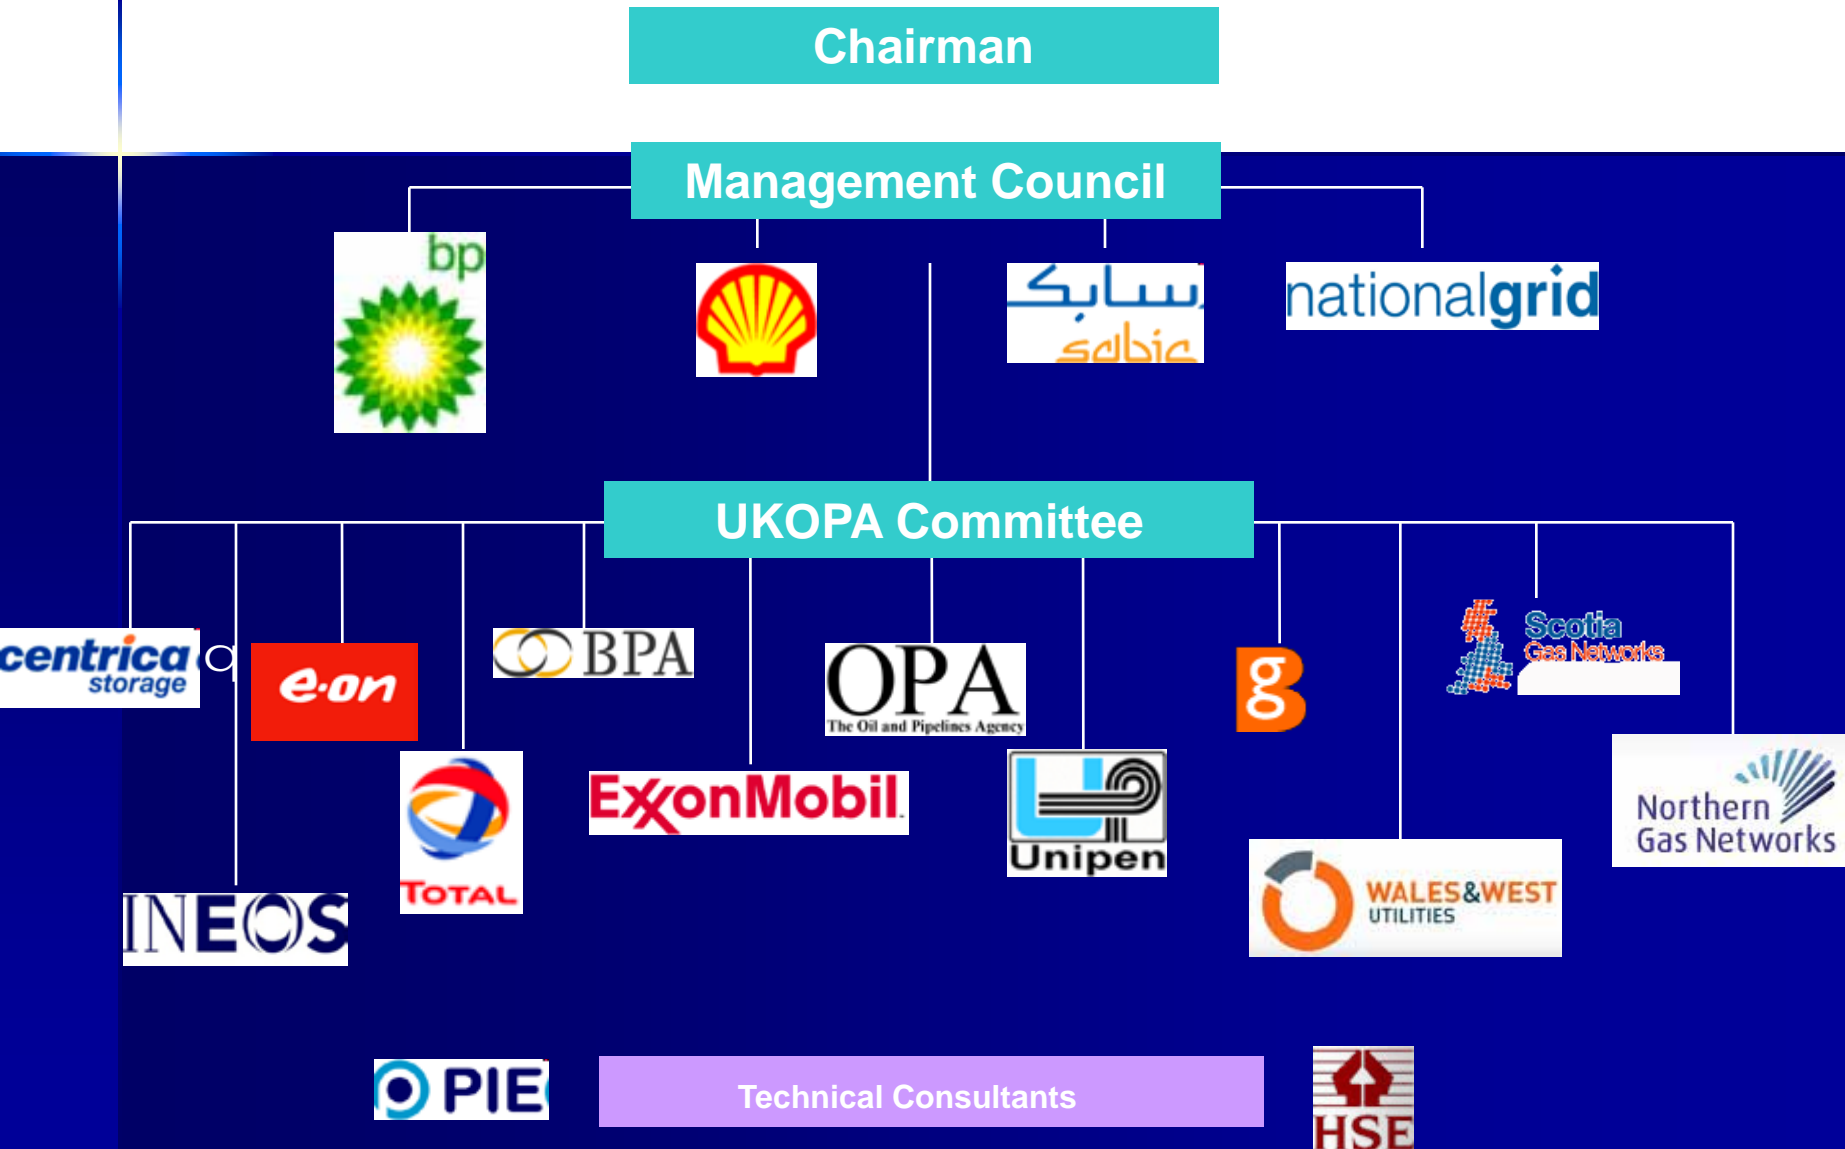 Chairman
Management Council
bp
سابك
sabic
nationalgrid
UKOPA Committee
centrica
storage
q
e·on
BPA
OPA
The Oil and Pipelines Agency
g
Scotia
Gas Networks
TOTAL
ExxonMobil
Unipen
Northern
Gas Networks
INEOS
WALES&WEST
UTILITIES
PIE
Technical Consultants
HSE